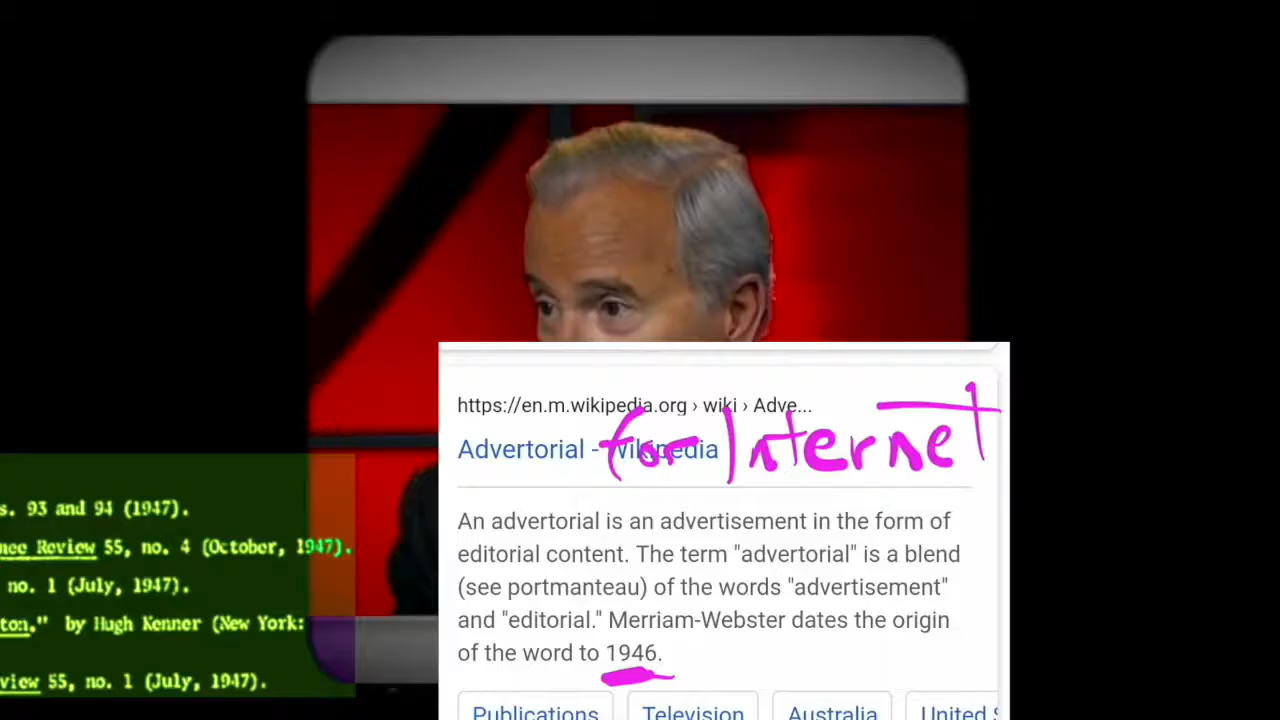 s. 93 and 94 (1947).
nee Review 55, no. 4 (October, 1947).
no. 1 (July, 1947).
ton." by Hugh Kenner (New York:
view 55, no. 1 (July, 1947).
https://en.m.wikipedia.org › wiki › Adve...
Advertorial - Wikipedia
for Internet
An advertorial is an advertisement in the form of
editorial content. The term "advertorial" is a blend
(see portmanteau) of the words "advertisement"
and "editorial." Merriam-Webster dates the origin
of the word to 1946.
Publications Television Australia United S